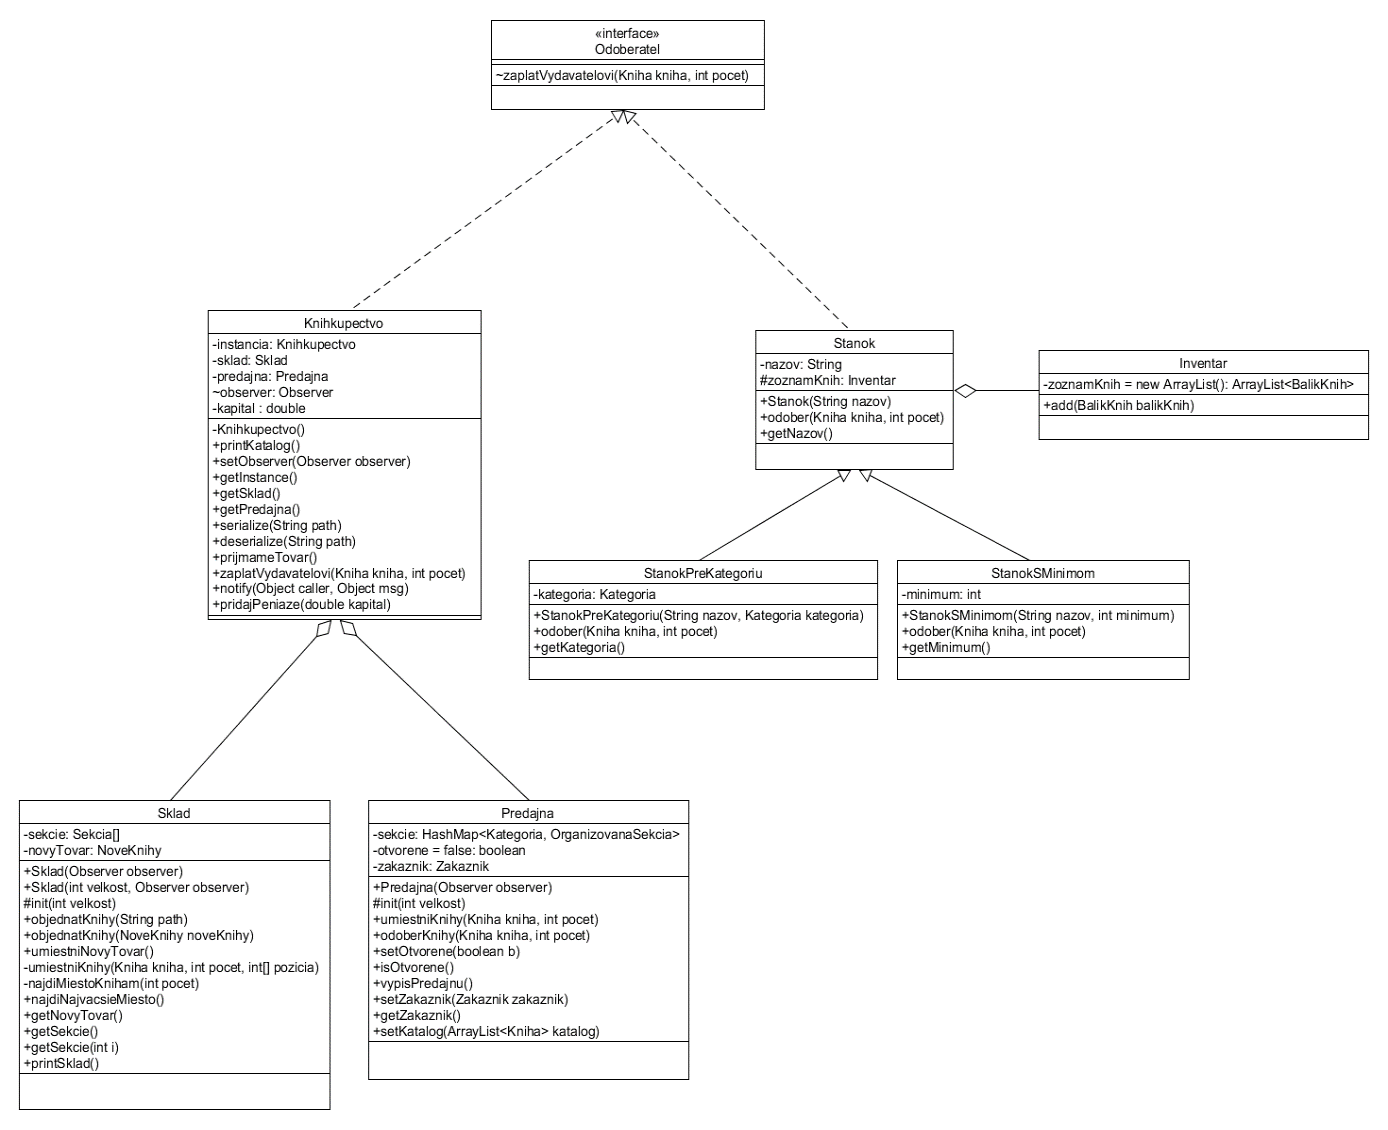 «interface»
Odoberatel
~zaplatVydavatelovi(Kniha kniha, int pocet)
Knihkupectvo
-instancia: Knihkupectvo
-sklad: Sklad
-predajna: Predajna
~observer: Observer
-kapital : double
-Knihkupectvo()
+printKatalog()
+setObserver(Observer observer)
+getInstance()
+getSklad()
+getPredajna()
+serialize(String path)
+deserialize(String path)
+prijmameTovar()
+zaplatVydavatelovi(Kniha kniha, int pocet)
+notify(Object caller, Object msg)
+pridajPeniaze(double kapital)
Stanok
-nazov: String
#zoznamKnih: Inventar
+Stanok(String nazov)
+odober(Kniha kniha, int pocet)
+getNazov()
Inventar
-zoznamKnih = new ArrayList(): ArrayList<BalikKnih>
+add(BalikKnih balikKnih)
StanokPreKategoriu
-kategoria: Kategoria
+StanokPreKategoriu(String nazov, Kategoria kategoria)
+odober(Kniha kniha, int pocet)
+getKategoria()
StanokSMinimom
-minimum: int
+StanokSMinimom(String nazov, int minimum)
+odober(Kniha kniha, int pocet)
+getMinimum()
Sklad
-sekcie: Sekcia[]
-novyTovar: NoveKnihy
+Sklad(Observer observer)
+Sklad(int velkost, Observer observer)
#init(int velkost)
+objednatKnihy(String path)
+objednatKnihy(NoveKnihy noveKnihy)
+umiestniNovyTovar()
-umiestniKnihy(Kniha kniha, int pocet, int[] pozicia)
-najdiMiestoKniham(int pocet)
+najdiNajvacsieMiesto()
+getNovyTovar()
+getSekcie()
+getSekcie(int i)
+printSklad()
Predajna
-sekcie: HashMap<Kategoria, OrganizovanaSekcia>
-otvorene = false: boolean
-zakaznik: Zakaznik
+Predajna(Observer observer)
#init(int velkost)
+umiestniKnihy(Kniha kniha, int pocet)
+odoberKnihy(Kniha kniha, int pocet)
+setOtvorene(boolean b)
+isOtvorene()
+vypisPredajnu()
+setZakaznik(Zakaznik zakaznik)
+getZakaznik()
+setKatalog(ArrayList<Kniha> katalog)